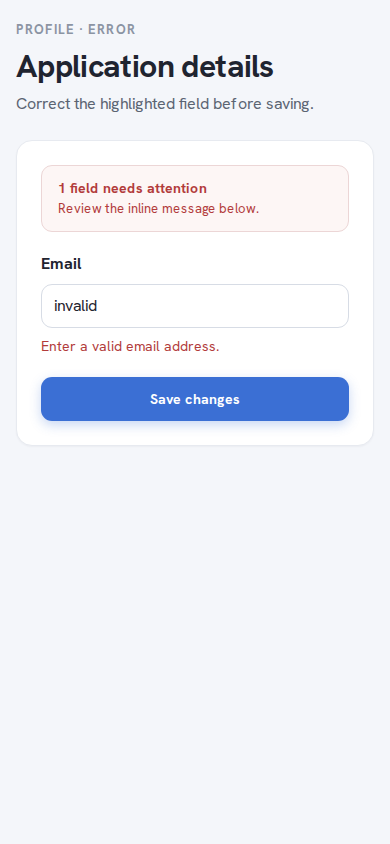 PROFILE · ERROR
Application details
Correct the highlighted field before saving.
1 field needs attention
Review the inline message below.
Email
invalid
Enter a valid email address.
Save changes